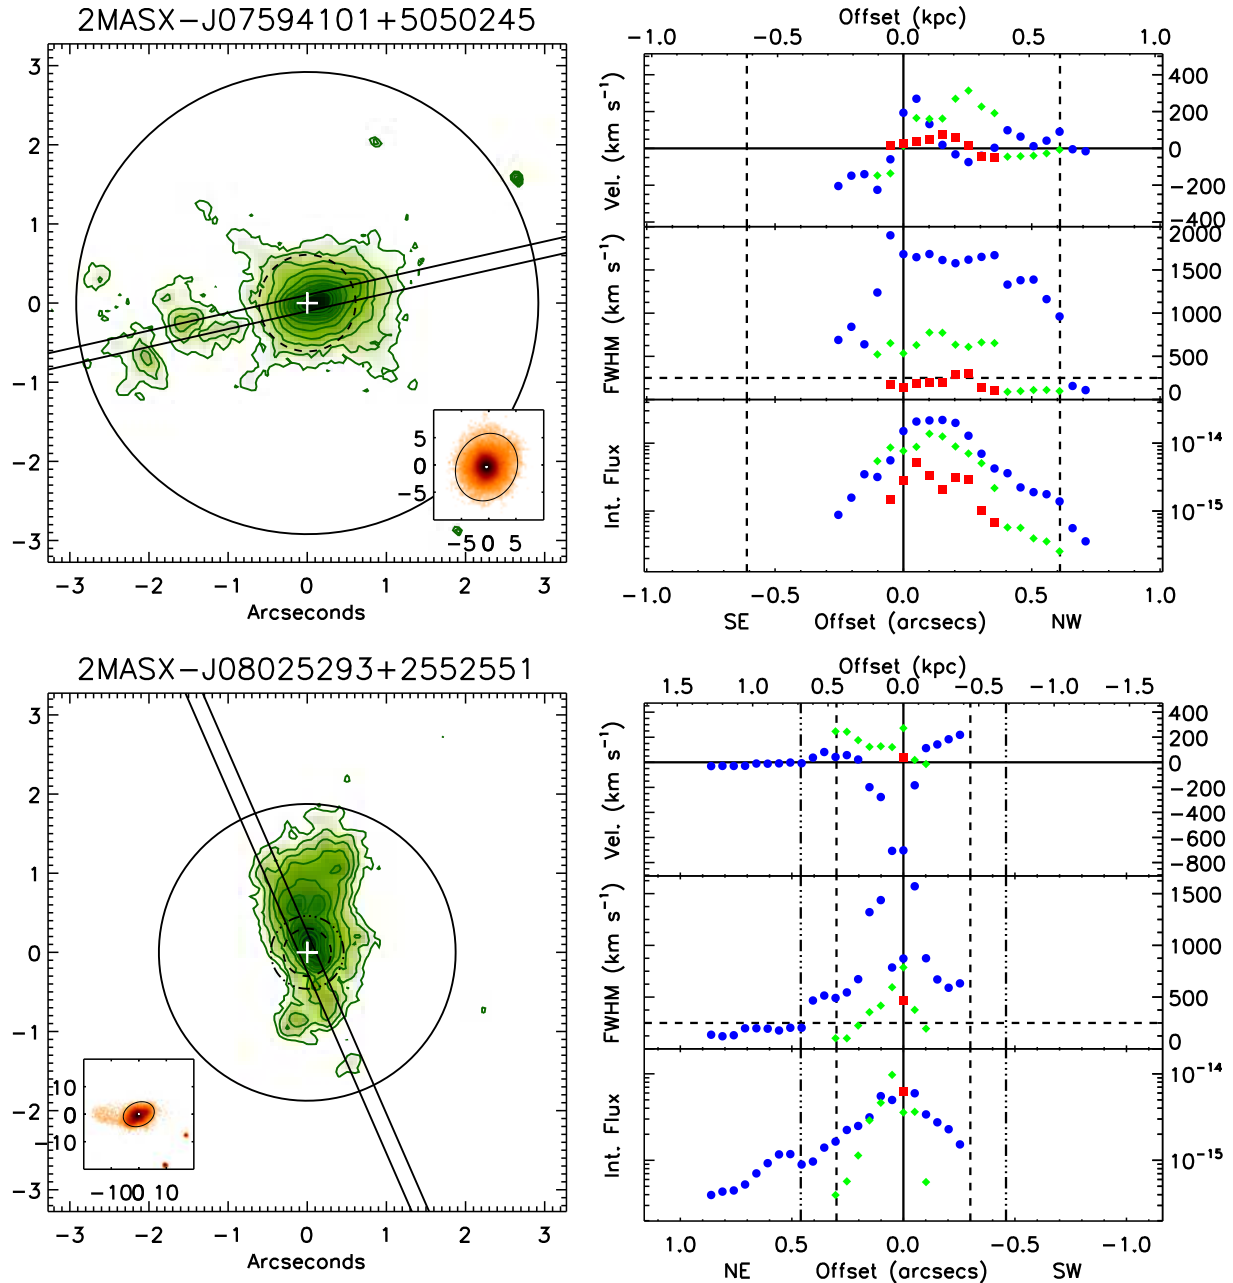 2MASX-J07594101+5050245
3
2
1
0
-1
-2
-3
-3 -2 -1 0 1 2 3
Arcseconds
5
0
-5
-5 0 5
Offset (kpc)
-1.0 -0.5 0.0 0.5 1.0
Vel. (km s⁻¹)
400
200
0
-200
-400
FWHM (km s⁻¹)
2000
1500
1000
500
0
Int. Flux
10⁻¹⁴
10⁻¹⁵
-1.0 -0.5 0.0 0.5 1.0
SE Offset (arcsecs) NW
2MASX-J08025293+2552551
3
2
1
0
-1
-2
-3
-3 -2 -1 0 1 2 3
Arcseconds
10
0
-10
-10 0 10
Offset (kpc)
1.5 1.0 0.5 0.0 -0.5 -1.0 -1.5
Vel. (km s⁻¹)
400
200
0
-200
-400
-600
-800
FWHM (km s⁻¹)
1500
1000
500
0
Int. Flux
10⁻¹⁴
10⁻¹⁵
1.0 0.5 0.0 -0.5 -1.0
NE Offset (arcsecs) SW